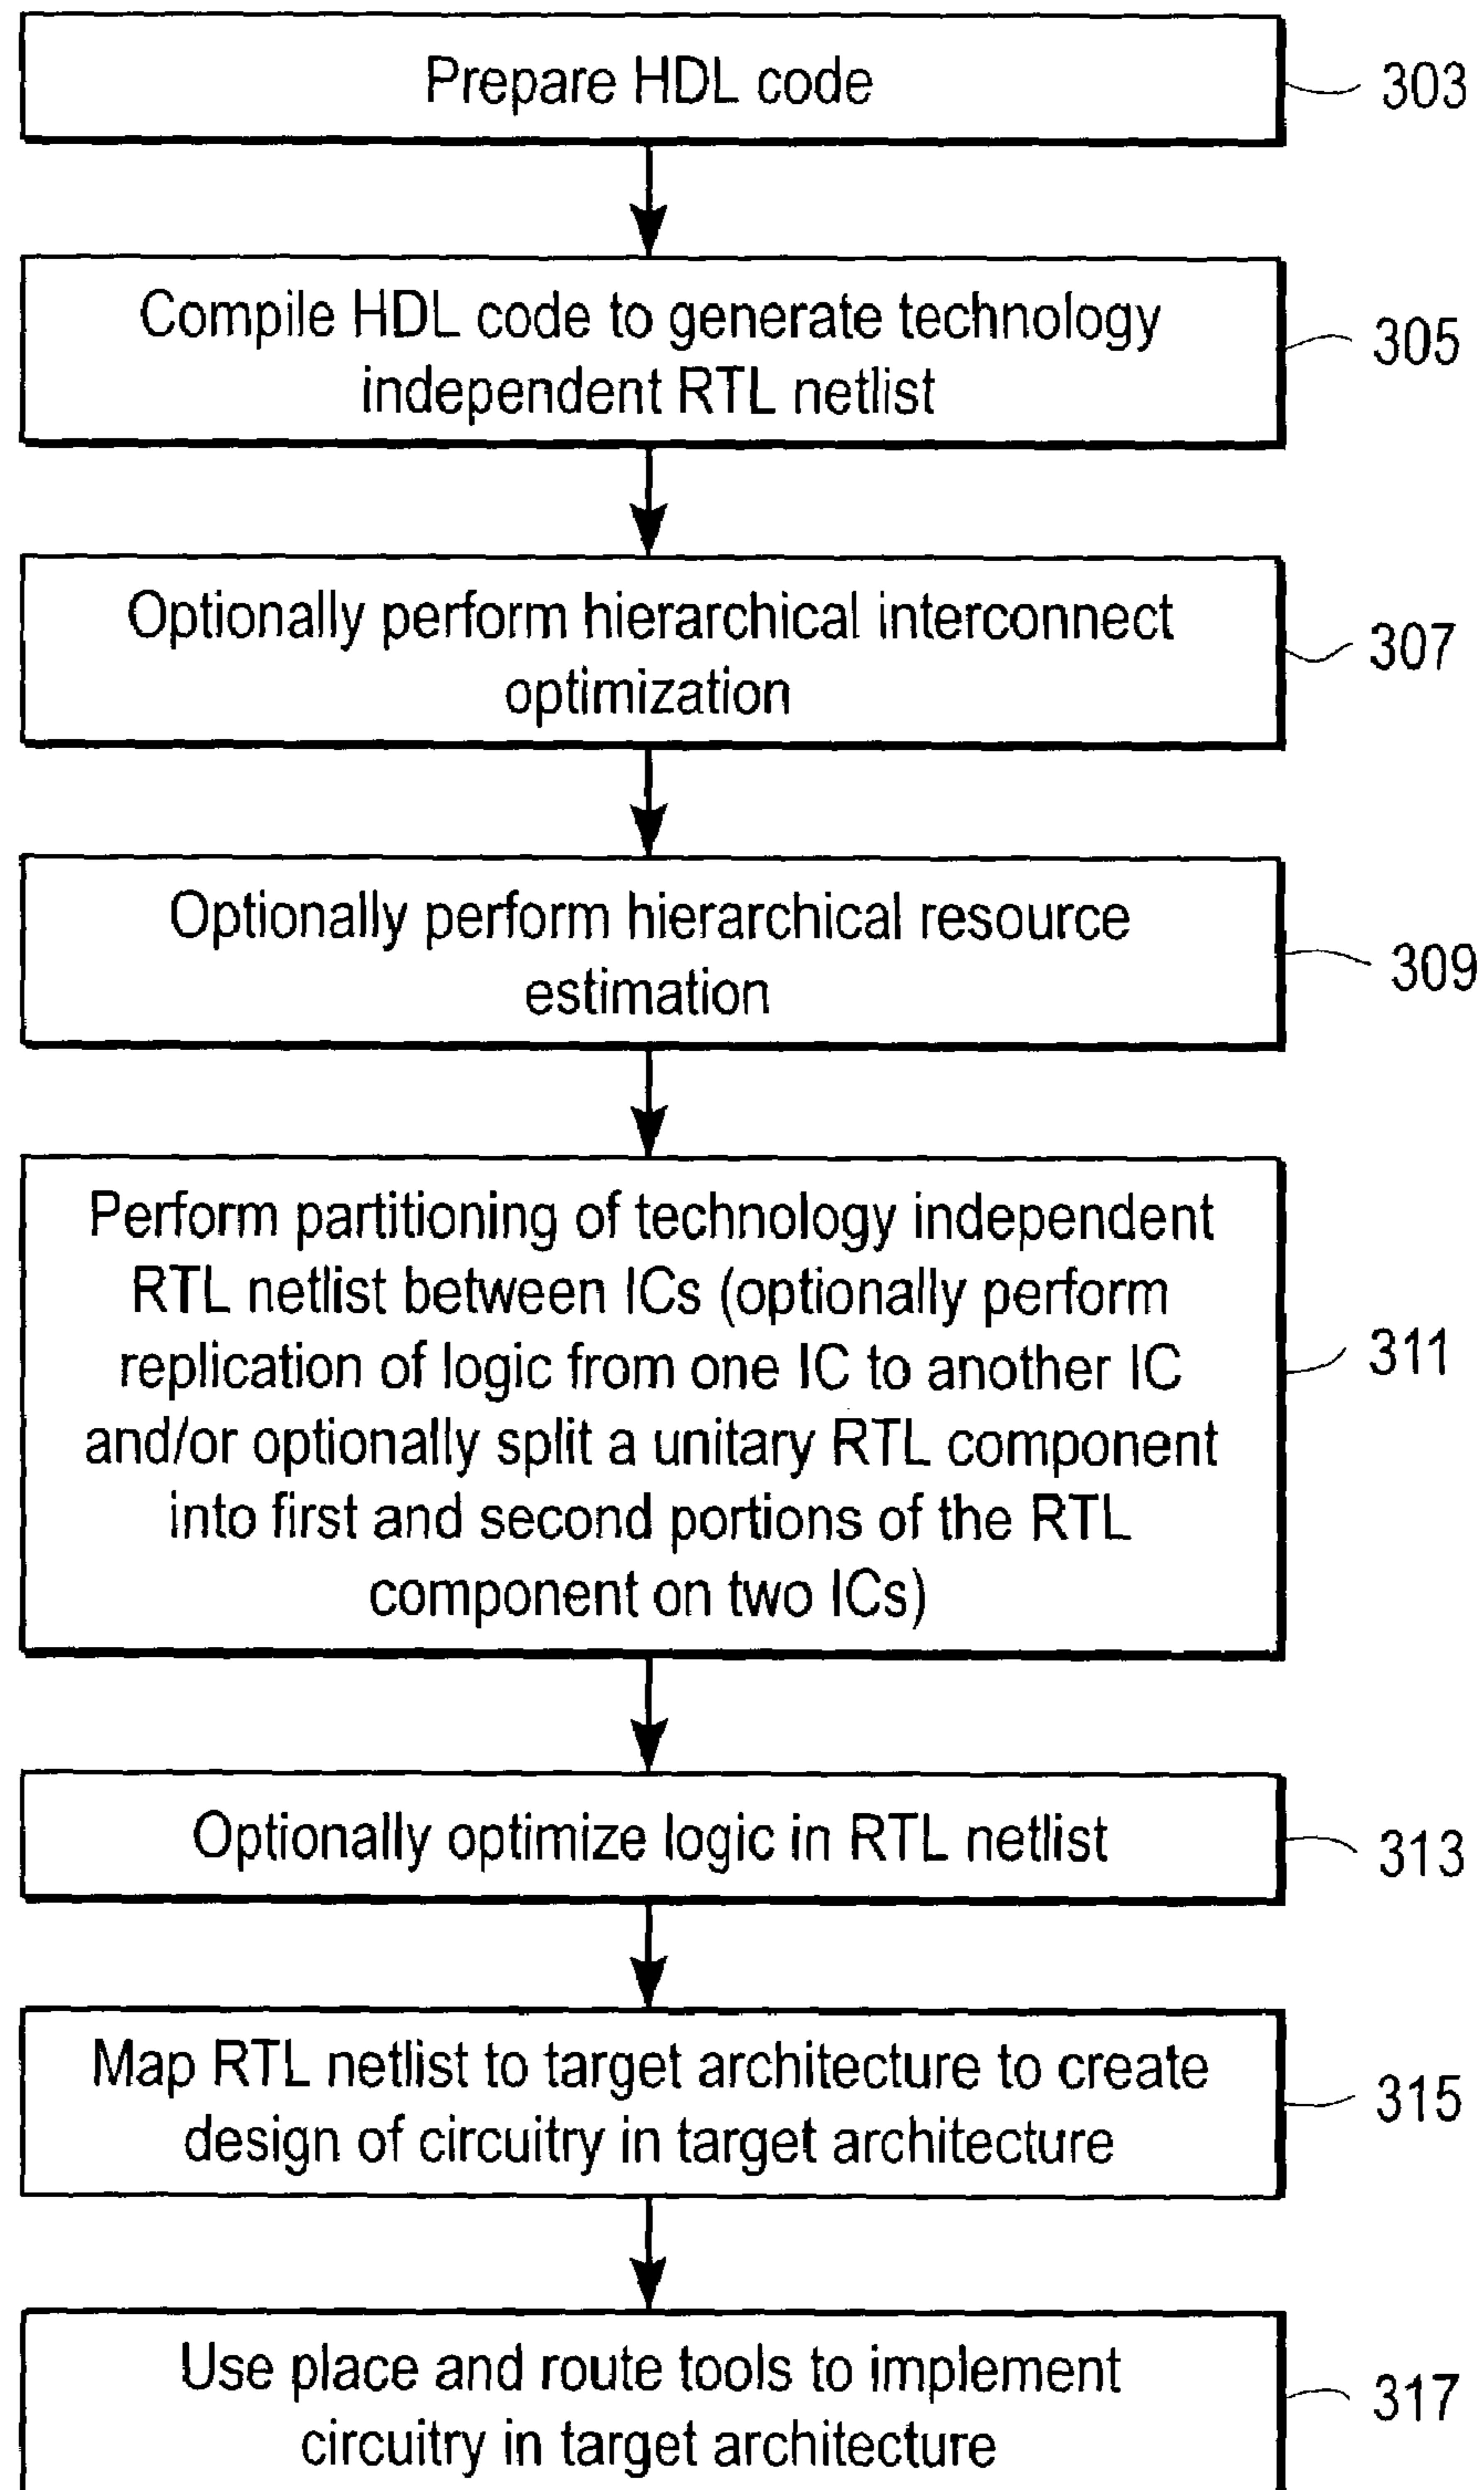 Prepare HDL code
303
Compile HDL code to generate technology
independent RTL netlist
305
Optionally perform hierarchical interconnect
optimization
307
Optionally perform hierarchical resource
estimation
309
Perform partitioning of technology independent
RTL netlist between ICs (optionally perform
replication of logic from one IC to another IC
and/or optionally split a unitary RTL component
into first and second portions of the RTL
component on two ICs)
311
Optionally optimize logic in RTL netlist
313
Map RTL netlist to target architecture to create
design of circuitry in target architecture
315
Use place and route tools to implement
circuitry in target architecture
317